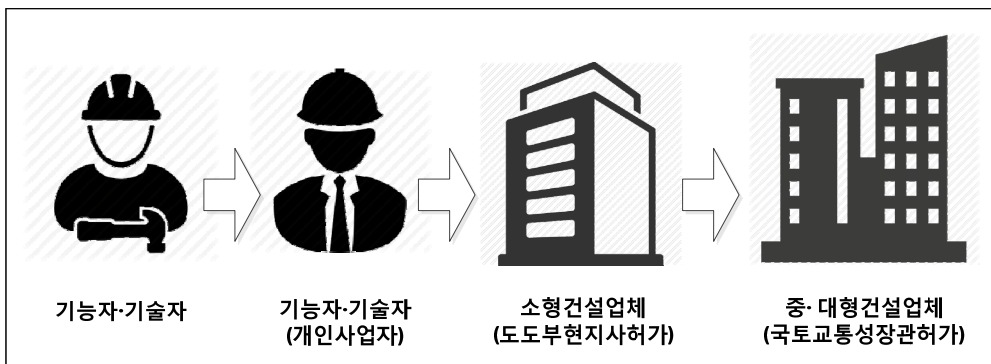 기능자·기술자
기능자·기술자
(개인사업자)
소형건설업체
(도도부현지사허가)
중· 대형건설업체
(국토교통성장관허가)